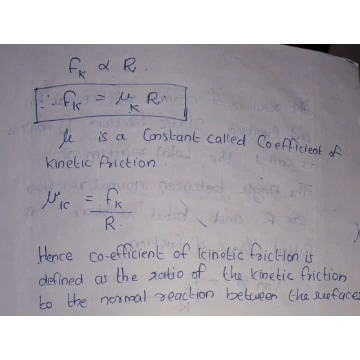 fK ∝ R.
∴ fK = μK R.
μ is a Constant called Coefficient of
Kinetic friction
μK = fK / R.
Hence co-efficient of kinetic friction is
defined as the ratio of the kinetic friction
to the normal reaction between the surfaces